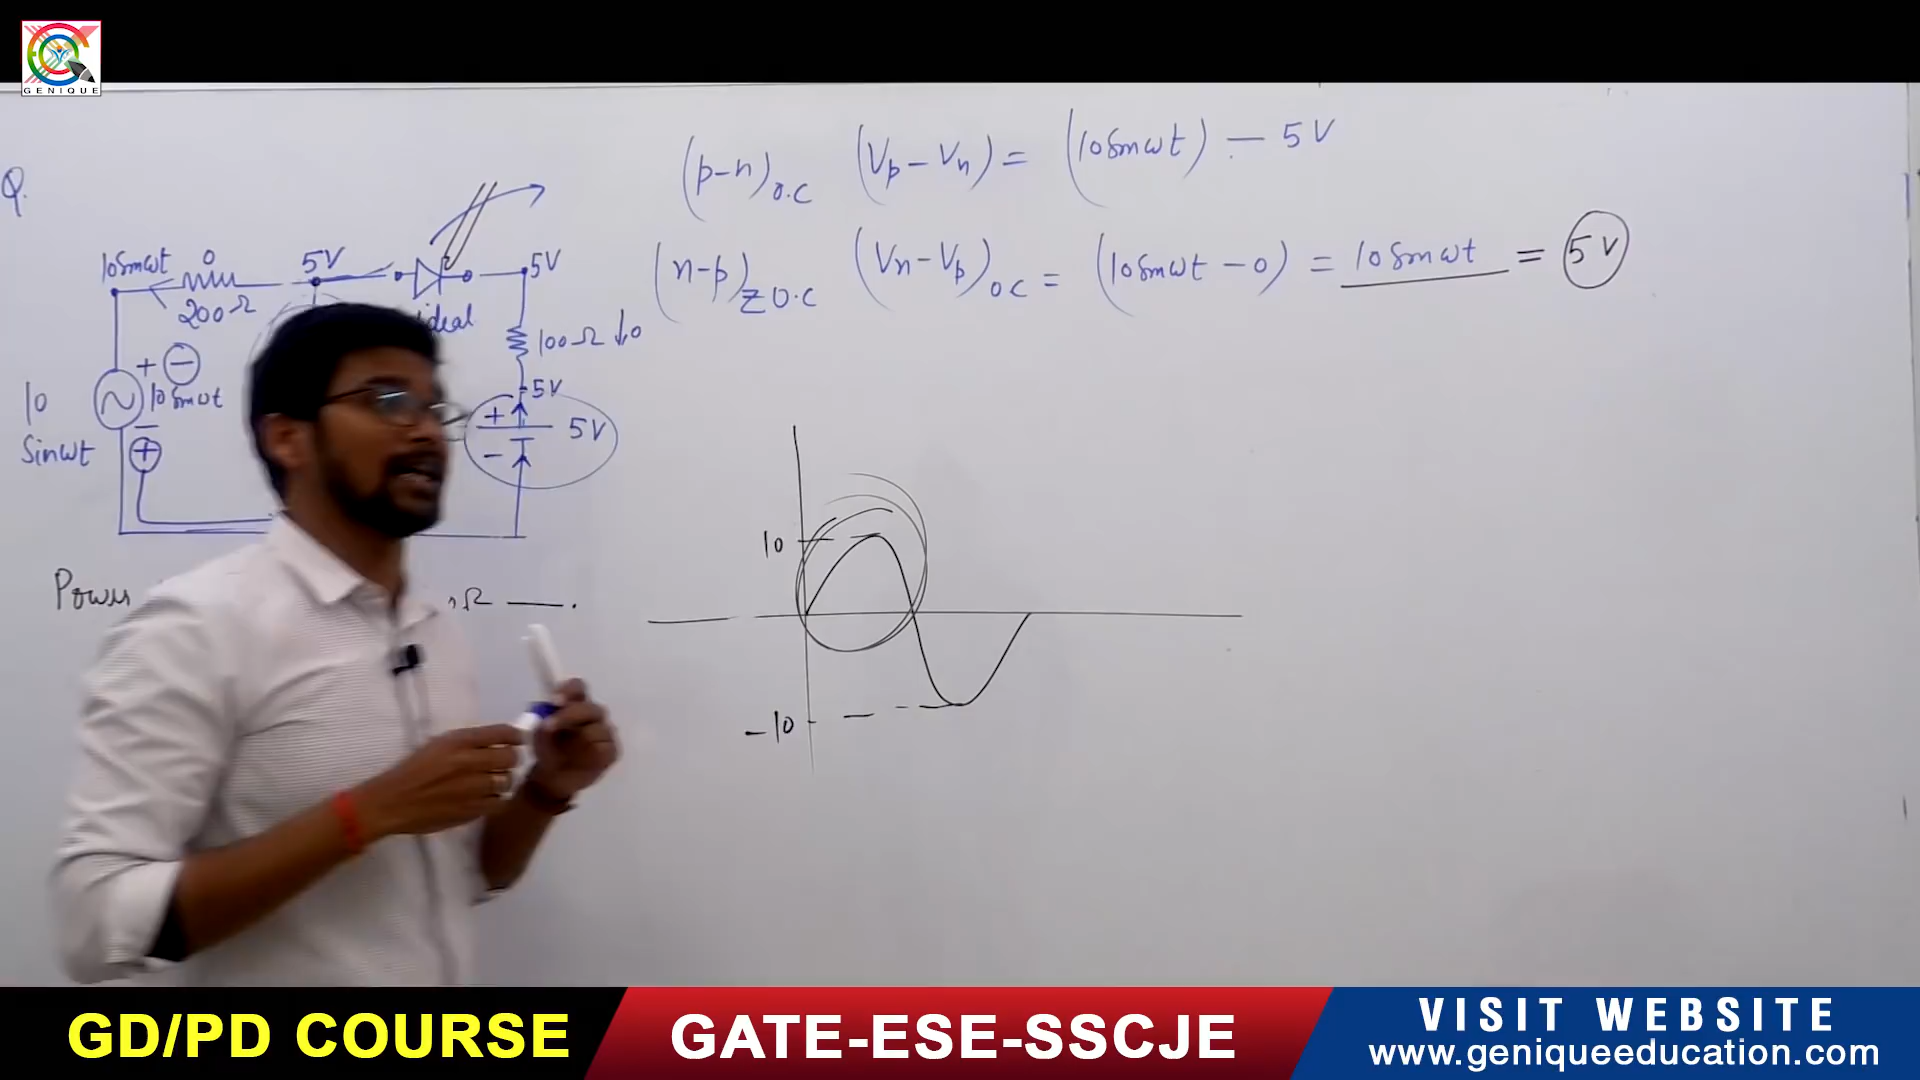 GENIQUE
Q.
(p-n)o.c (Vp - Vn) = (10 Sinωt) - 5V
(n-p)Z O.C (Vn - Vp)OC = (10 Sinωt - 0) = 10 Sinωt = 5V
10 Sinωt 0 5V 5V
200Ω ideal
100Ω ↓0
+ -
10 Sinωt
10 Sinωt
- +
5V
+ - 5V
Power Ω ___.
10
-10
GD/PD COURSE
GATE-ESE-SSCJE
VISIT WEBSITE
www.geniqueeducation.com